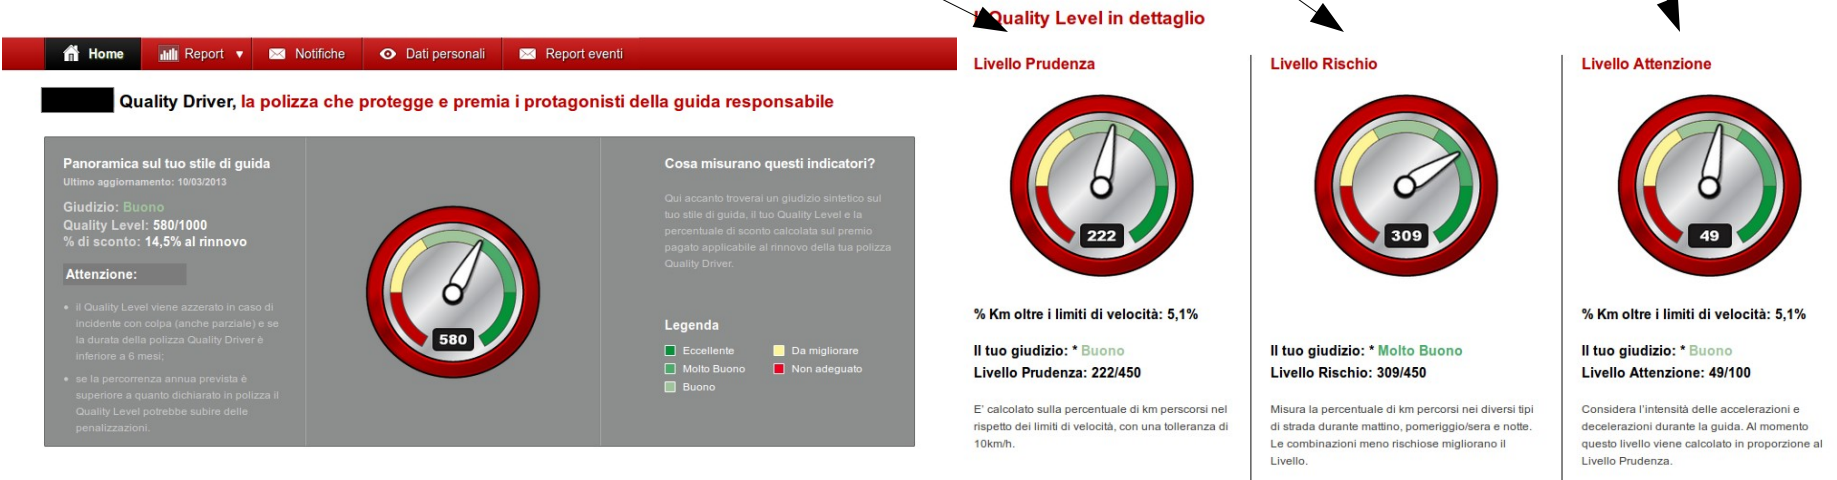 Home
Report
Notifiche
Dati personali
Report eventi
Quality Driver, la polizza che protegge e premia i protagonisti della guida responsabile
Panoramica sul tuo stile di guida
Ultimo aggiornamento: 10/03/2013
Giudizio: Buono
Quality Level: 580/1000
% di sconto: 14,5% al rinnovo
Attenzione:
• il Quality Level viene azzerato in caso di
incidente con colpa (anche parziale) e se
la durata della polizza Quality Driver è
inferiore a 6 mesi;
• se la percorrenza annua prevista è
superiore a quanto dichiarato in polizza il
Quality Level potrebbe subire delle
penalizzazioni.
580
Cosa misurano questi indicatori?
Qui accanto troverai un giudizio sintetico sul
tuo stile di guida, il tuo Quality Level e la
percentuale di sconto calcolata sul premio
pagato applicabile al rinnovo della tua polizza
Quality Driver.
Legenda
Eccellente
Molto Buono
Buono
Da migliorare
Non adeguato
Il Quality Level in dettaglio
Livello Prudenza
222
% Km oltre i limiti di velocità: 5,1%
Il tuo giudizio: * Buono
Livello Prudenza: 222/450
E' calcolato sulla percentuale di km perscorsi nel
rispetto dei limiti di velocità, con una tolleranza di
10km/h.
Livello Rischio
309
Il tuo giudizio: * Molto Buono
Livello Rischio: 309/450
Misura la percentuale di km percorsi nei diversi tipi
di strada durante mattino, pomeriggio/sera e notte.
Le combinazioni meno rischiose migliorano il
Livello.
Livello Attenzione
49
% Km oltre i limiti di velocità: 5,1%
Il tuo giudizio: * Buono
Livello Attenzione: 49/100
Considera l'intensità delle accelerazioni e
decelerazioni durante la guida. Al momento
questo livello viene calcolato in proporzione al
Livello Prudenza.